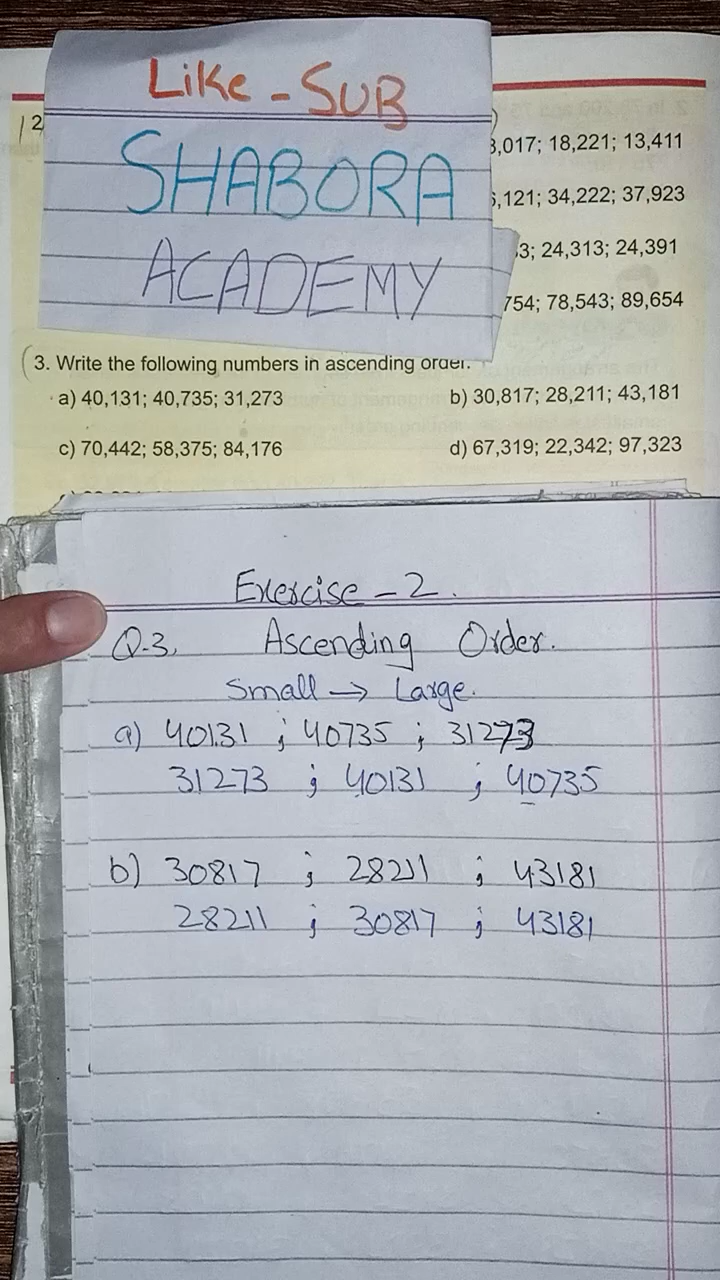 Like - SUB
SHABORA
ACADEMY
2
,017; 18,221; 13,411
,121; 34,222; 37,923
3; 24,313; 24,391
754; 78,543; 89,654
3. Write the following numbers in ascending order.
a) 40,131; 40,735; 31,273
b) 30,817; 28,211; 43,181
c) 70,442; 58,375; 84,176
d) 67,319; 22,342; 97,323
Exercise - 2.
Q.3. Ascending Order.
Small → Large.
a) 40131 ; 40735 ; 31273
31273 ; 40131 ; 40735
b) 30817 ; 28211 ; 43181
28211 ; 30817 ; 43181